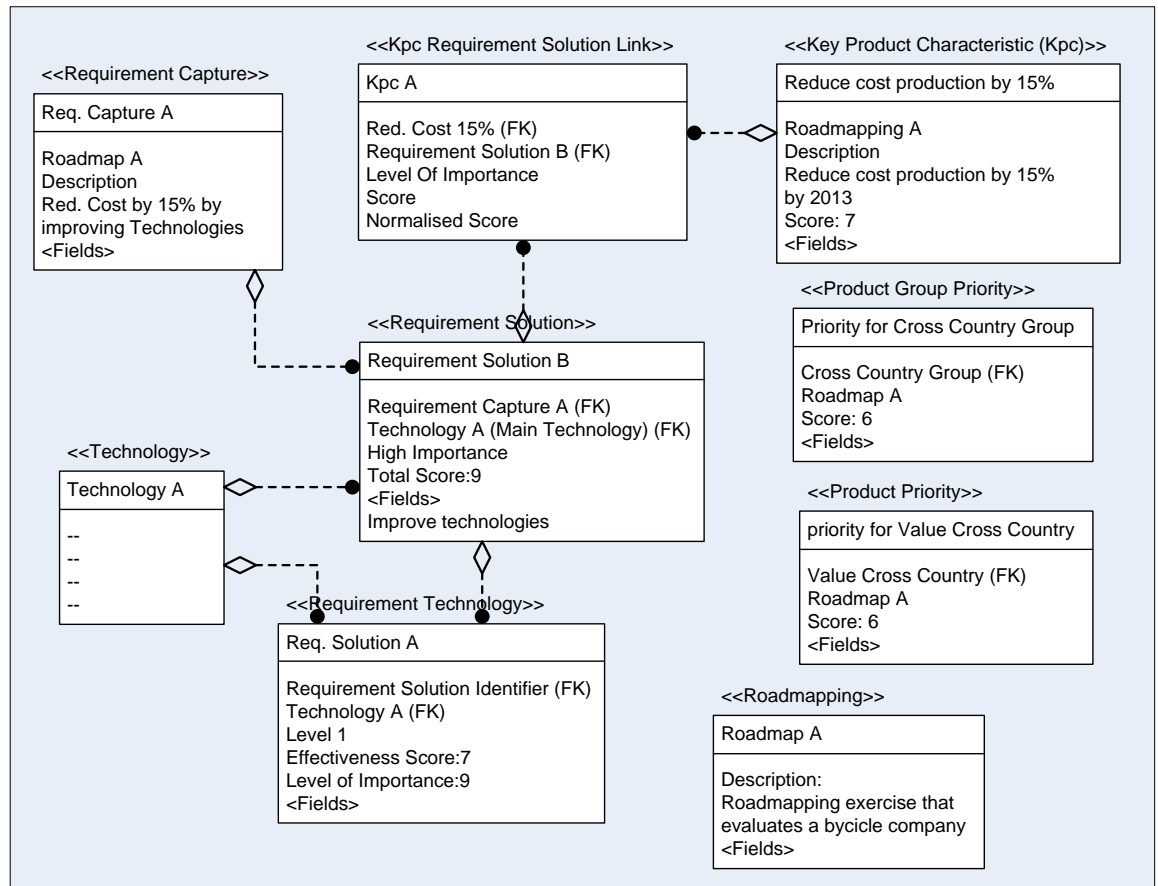 <<Requirement Capture>>
Req. Capture A
Roadmap A
Description
Red. Cost by 15% by
improving Technologies
<Fields>
<<Kpc Requirement Solution Link>>
Kpc A
Red. Cost 15% (FK)
Requirement Solution B (FK)
Level Of Importance
Score
Normalised Score
<<Key Product Characteristic (Kpc)>>
Reduce cost production by 15%
Roadmapping A
Description
Reduce cost production by 15%
by 2013
Score: 7
<Fields>
<<Requirement Solution>>
Requirement Solution B
Requirement Capture A (FK)
Technology A (Main Technology) (FK)
High Importance
Total Score:9
<Fields>
Improve technologies
<<Product Group Priority>>
Priority for Cross Country Group
Cross Country Group (FK)
Roadmap A
Score: 6
<Fields>
<<Technology>>
Technology A
--
--
--
--
<<Product Priority>>
priority for Value Cross Country
Value Cross Country (FK)
Roadmap A
Score: 6
<Fields>
<<Requirement Technology>>
Req. Solution A
Requirement Solution Identifier (FK)
Technology A (FK)
Level 1
Effectiveness Score:7
Level of Importance:9
<Fields>
<<Roadmapping>>
Roadmap A
Description:
Roadmapping exercise that
evaluates a bycicle company
<Fields>